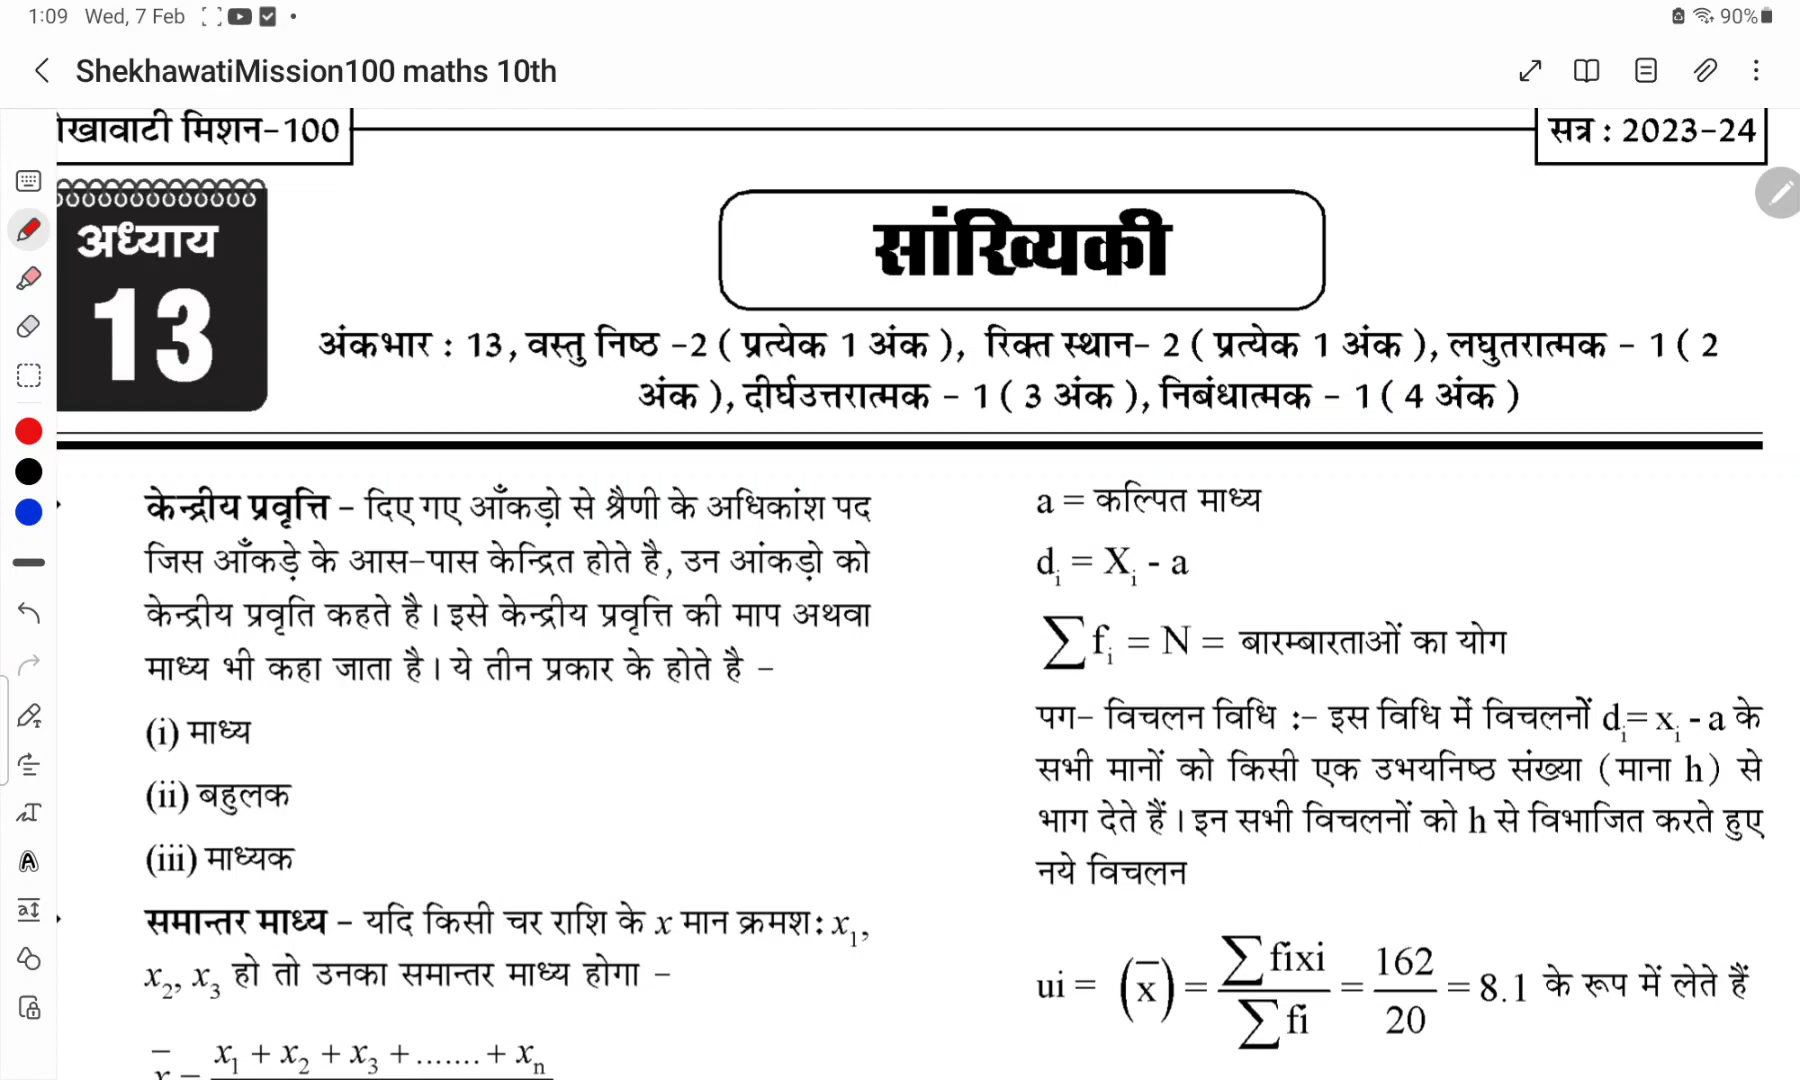 1:09 Wed, 7 Feb
90%
ShekhawatiMission100 maths 10th
खावाटी मिशन-100
सत्र : 2023-24
अध्याय
13
सांख्यिकी
अंकभार : 13, वस्तु निष्ठ -2 ( प्रत्येक 1 अंक ), रिक्त स्थान- 2 ( प्रत्येक 1 अंक ), लघुतरात्मक - 1 ( 2
अंक ), दीर्घउत्तरात्मक - 1 ( 3 अंक ), निबंधात्मक - 1 ( 4 अंक )
केन्द्रीय प्रवृत्ति - दिए गए आँकड़ो से श्रैणी के अधिकांश पद
जिस आँकड़े के आस-पास केन्द्रित होते है, उन आंकड़ो को
केन्द्रीय प्रवृति कहते है। इसे केन्द्रीय प्रवृत्ति की माप अथवा
माध्य भी कहा जाता है। ये तीन प्रकार के होते है -
(i) माध्य
(ii) बहुलक
(iii) माध्यक
समान्तर माध्य - यदि किसी चर राशि के x मान क्रमश: x₁,
x₂, x₃ हो तो उनका समान्तर माध्य होगा -
x̄ = x₁ + x₂ + x₃ + ....... + xₙ
a = कल्पित माध्य
dᵢ = Xᵢ - a
∑fᵢ = N = बारम्बारताओं का योग
पग- विचलन विधि :- इस विधि में विचलनों dᵢ= xᵢ - a के
सभी मानों को किसी एक उभयनिष्ठ संख्या (माना h) से
भाग देते हैं। इन सभी विचलनों को h से विभाजित करते हुए
नये विचलन
ui = (x̄) = ∑fixi / ∑fi = 162 / 20 = 8.1 के रूप में लेते हैं